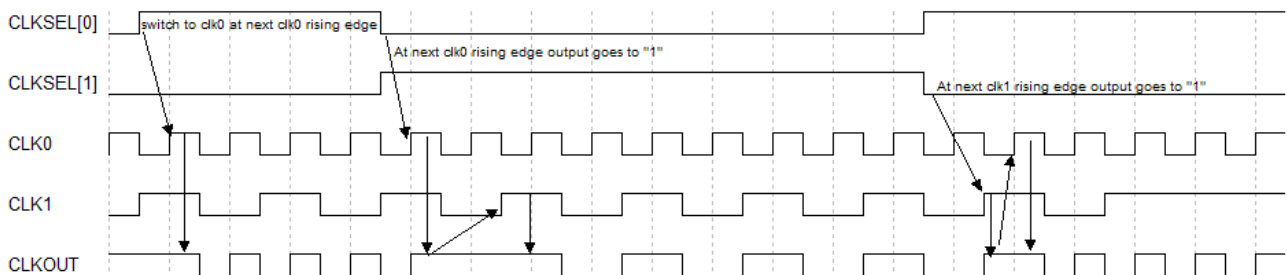 CLKSEL[0]
switch to clk0 at next clk0 rising edge
At next clk0 rising edge output goes to "1"
CLKSEL[1]
At next clk1 rising edge output goes to "1"
CLK0
CLK1
CLKOUT